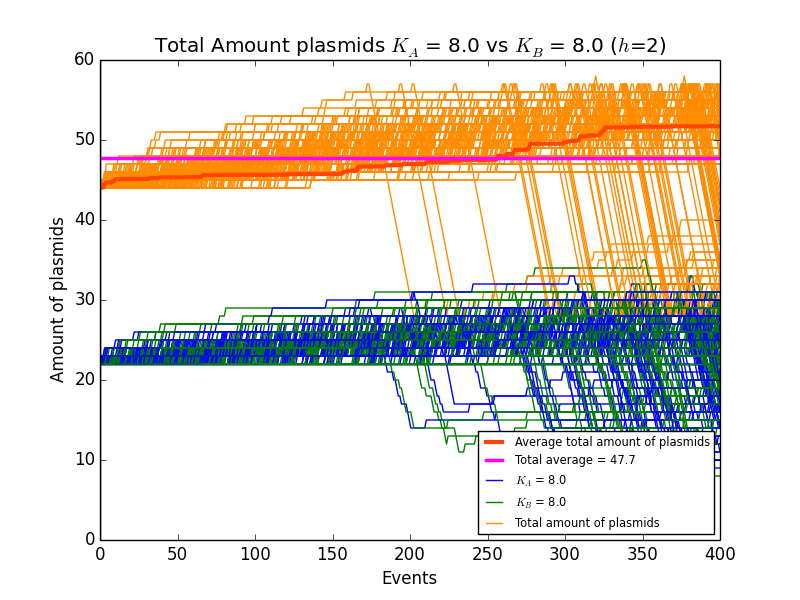 Total Amount plasmids K_A = 8.0 vs K_B = 8.0 (h=2)
Amount of plasmids
60
50
40
30
20
10
0
0 50 100 150 200 250 300 350 400
Events
Average total amount of plasmids
Total average = 47.7
K_A = 8.0
K_B = 8.0
Total amount of plasmids